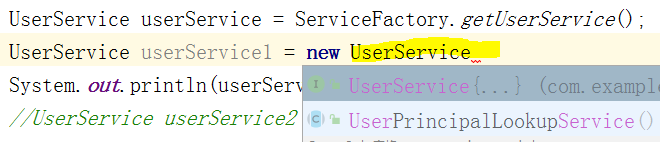 UserService userService = ServiceFactory.getUserService();
UserService userService1 = new UserService
System.out.println(userServ
UserService{...} (com.example
//UserService userService2
UserPrincipalLookupService()